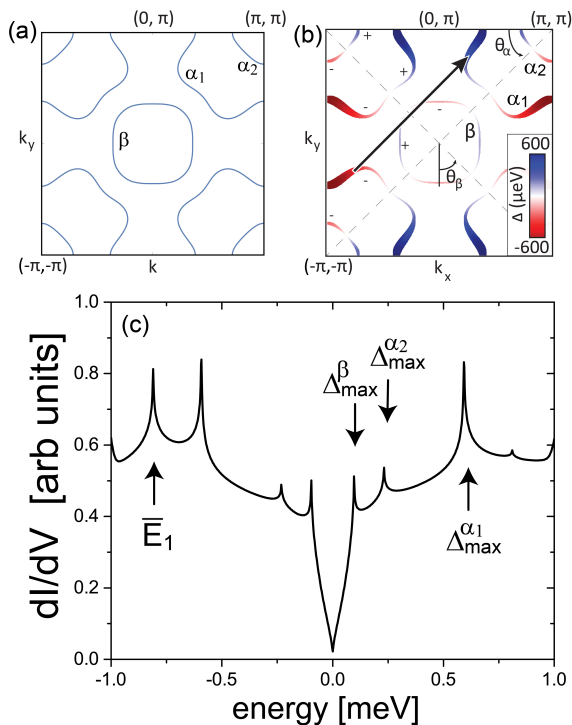 (a)
(0, π)
(π, π)
α1
α2
β
ky
(-π,-π)
k
(b)
(0, π)
(π, π)
+
θα
α2
+
α1
-
-
β
ky
+
600
Δ (μeV)
-600
-
θβ
-
+
(-π,-π)
kx
(c)
1.0
0.8
0.6
0.4
0.2
0.0
dI/dV [arb units]
Δβmax
Δα2max
E̅1
Δα1max
-1.0 -0.5 0.0 0.5 1.0
energy [meV]